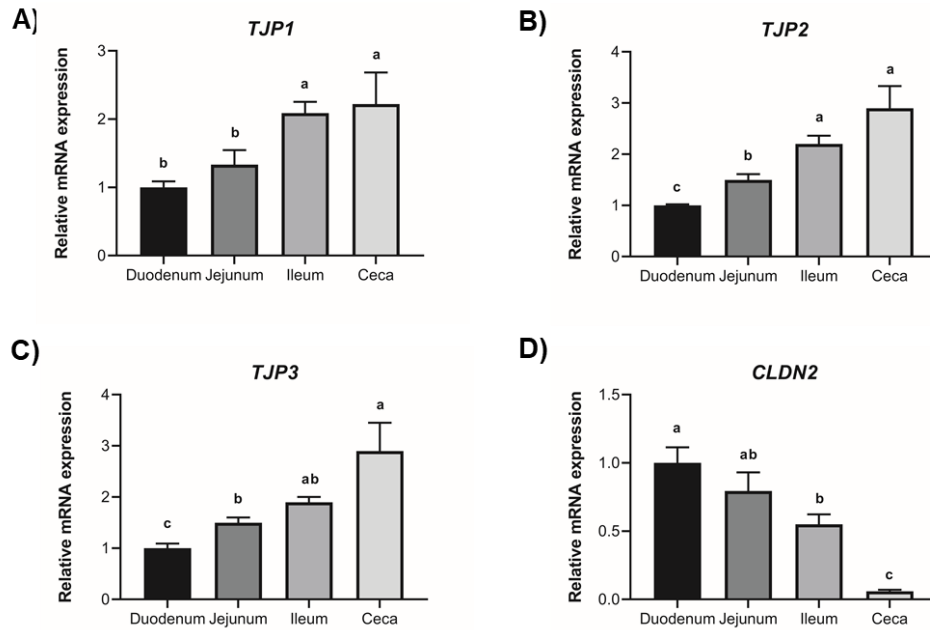 A)
TJP1
Relative mRNA expression
3
2
1
0
b
b
a
a
Duodenum Jejunum Ileum Ceca
B)
TJP2
Relative mRNA expression
4
3
2
1
0
c
b
a
a
Duodenum Jejunum Ileum Ceca
C)
TJP3
Relative mRNA expression
4
3
2
1
0
c
b
ab
a
Duodenum Jejunum Ileum Ceca
D)
CLDN2
Relative mRNA expression
1.5
1.0
0.5
0.0
a
ab
b
c
Duodenum Jejunum Ileum Ceca